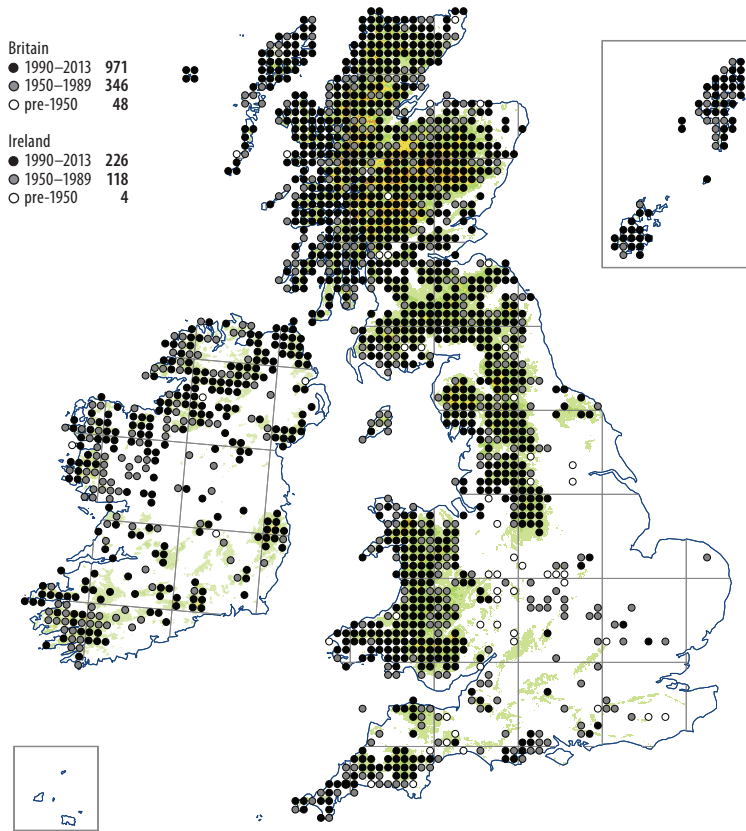 Britain
1990–2013 971
1950–1989 346
pre-1950 48
Ireland
1990–2013 226
1950–1989 118
pre-1950 4